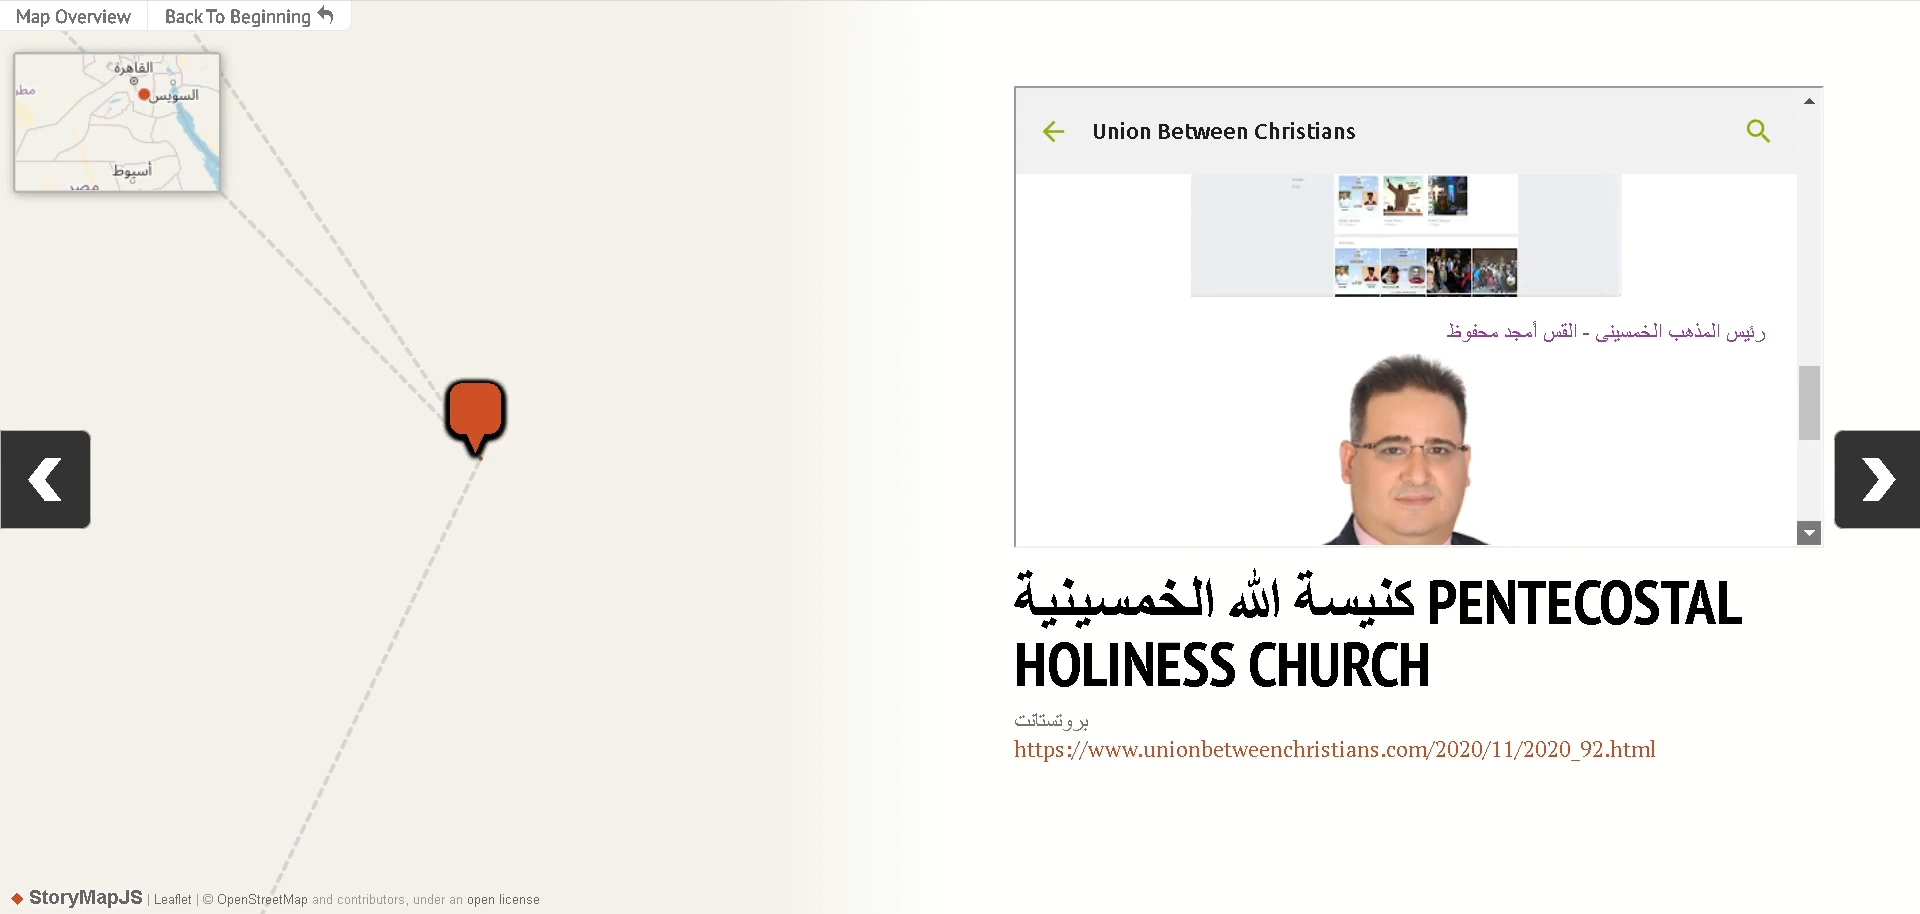 Map Overview
Back To Beginning
القاهرة
السويس
مطر
أسيوط
مصر
Union Between Christians
رئيس المذهب الخمسينى - القس أمجد محفوظ
كنيسة الله الخمسينية PENTECOSTAL
HOLINESS CHURCH
بروتستانت
https://www.unionbetweenchristians.com/2020/11/2020_92.html
StoryMapJS | Leaflet | © OpenStreetMap and contributors, under an open license